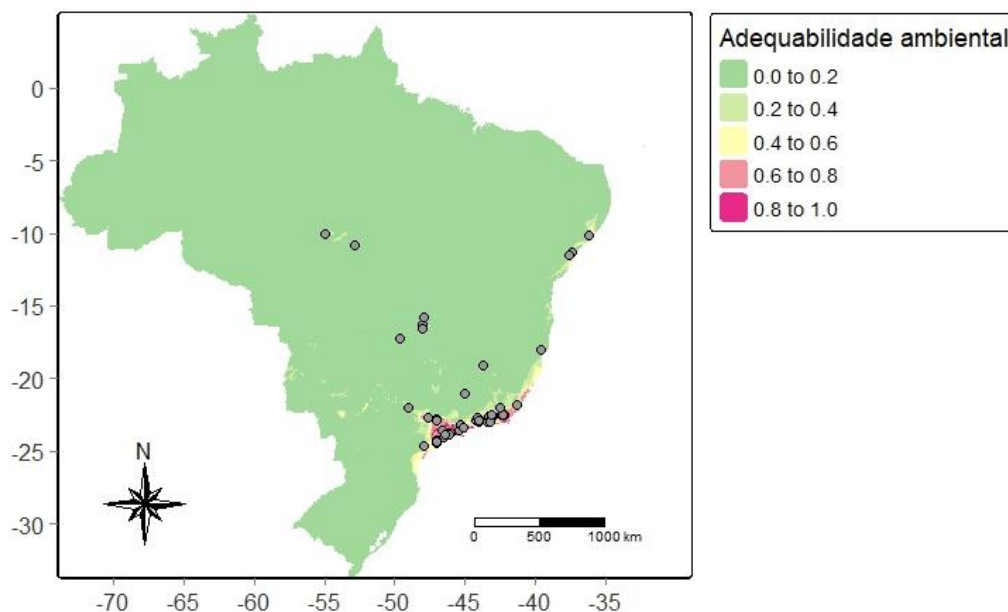 Adequabilidade ambiental
0.0 to 0.2
0.2 to 0.4
0.4 to 0.6
0.6 to 0.8
0.8 to 1.0
0
-5
-10
-15
-20
-25
-30
N
0 500 1000 km
-70 -65 -60 -55 -50 -45 -40 -35